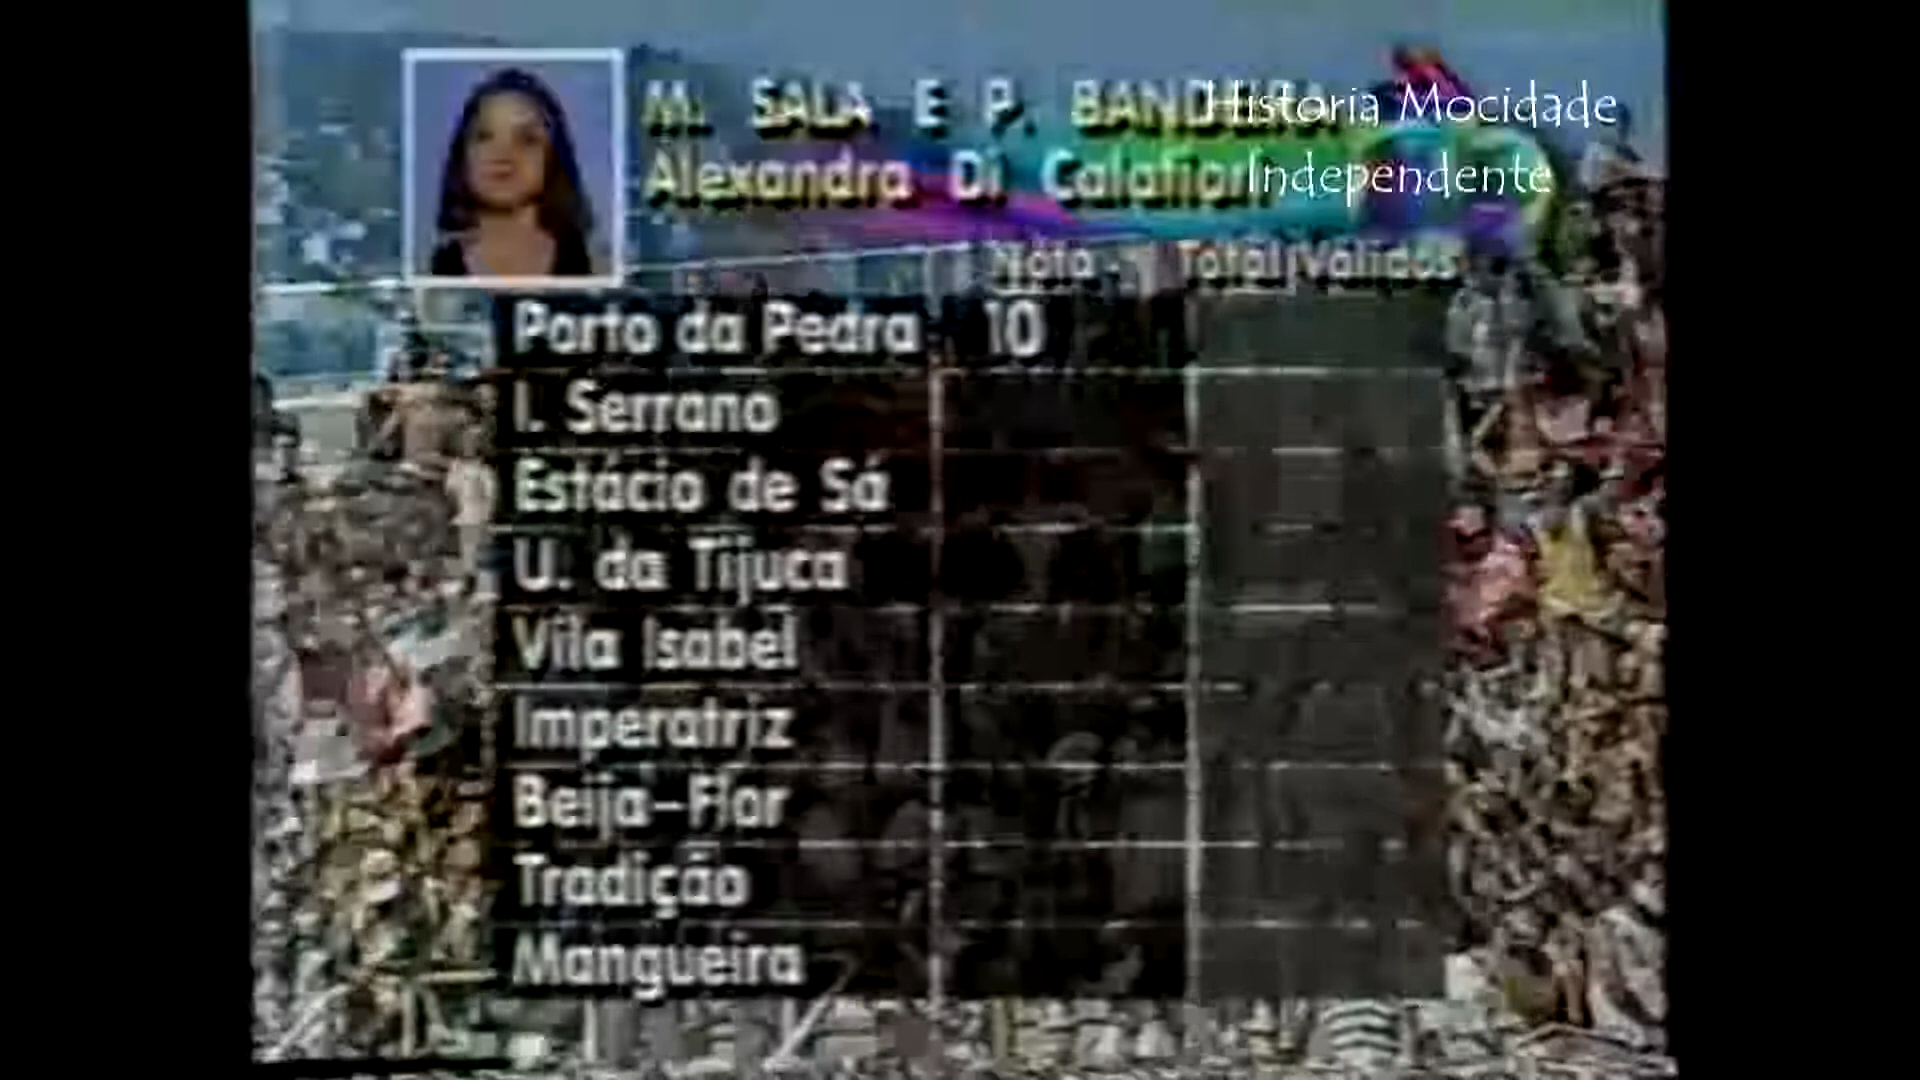 M. SALA E P. BANDEIRA
Historia Mocidade
Alexandra Di Calafiori
Independente
Nota Total/Válidos
Porto da Pedra 10
I. Serrano
Estácio de Sá
U. da Tijuca
Vila Isabel
Imperatriz
Beija-Flor
Tradição
Mangueira